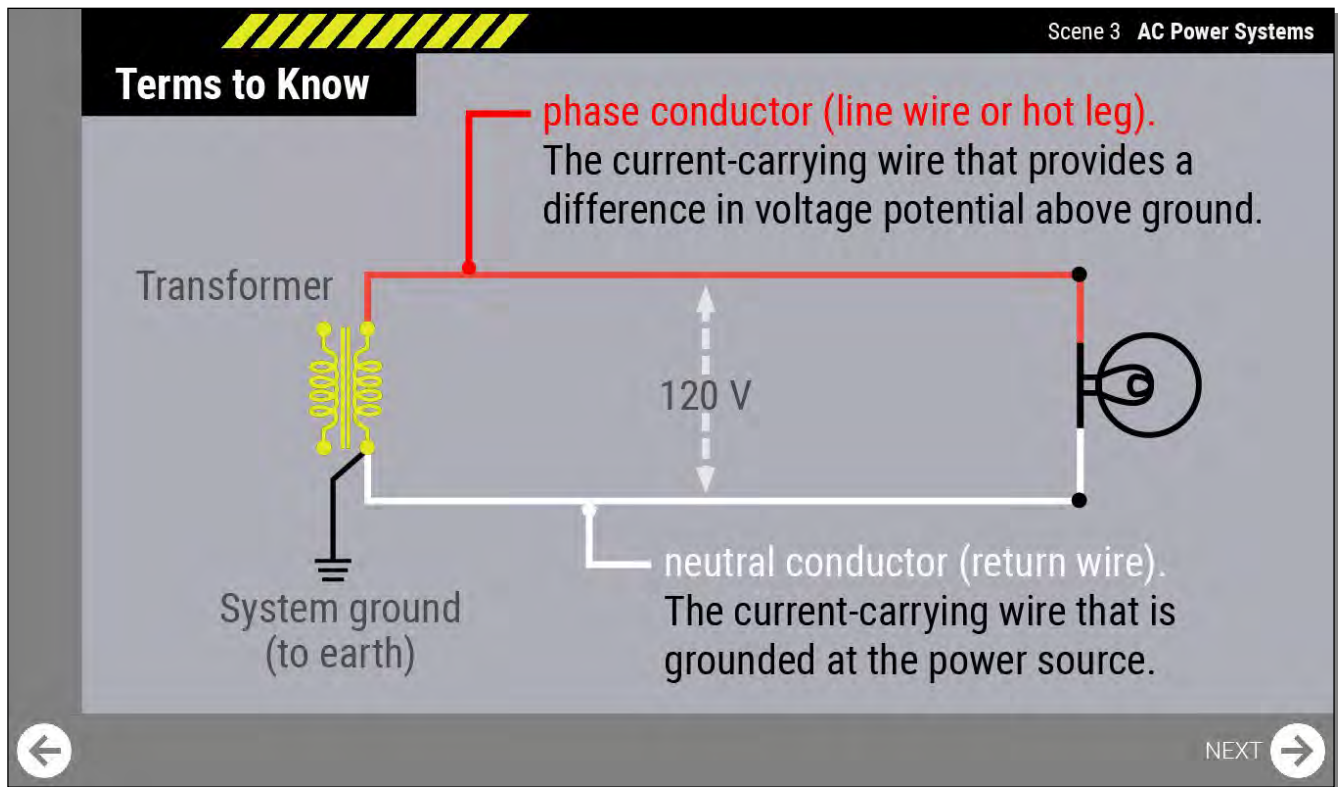 Scene 3 AC Power Systems
Terms to Know
phase conductor (line wire or hot leg).
The current-carrying wire that provides a
difference in voltage potential above ground.
Transformer
120 V
neutral conductor (return wire).
The current-carrying wire that is
grounded at the power source.
System ground
(to earth)
NEXT